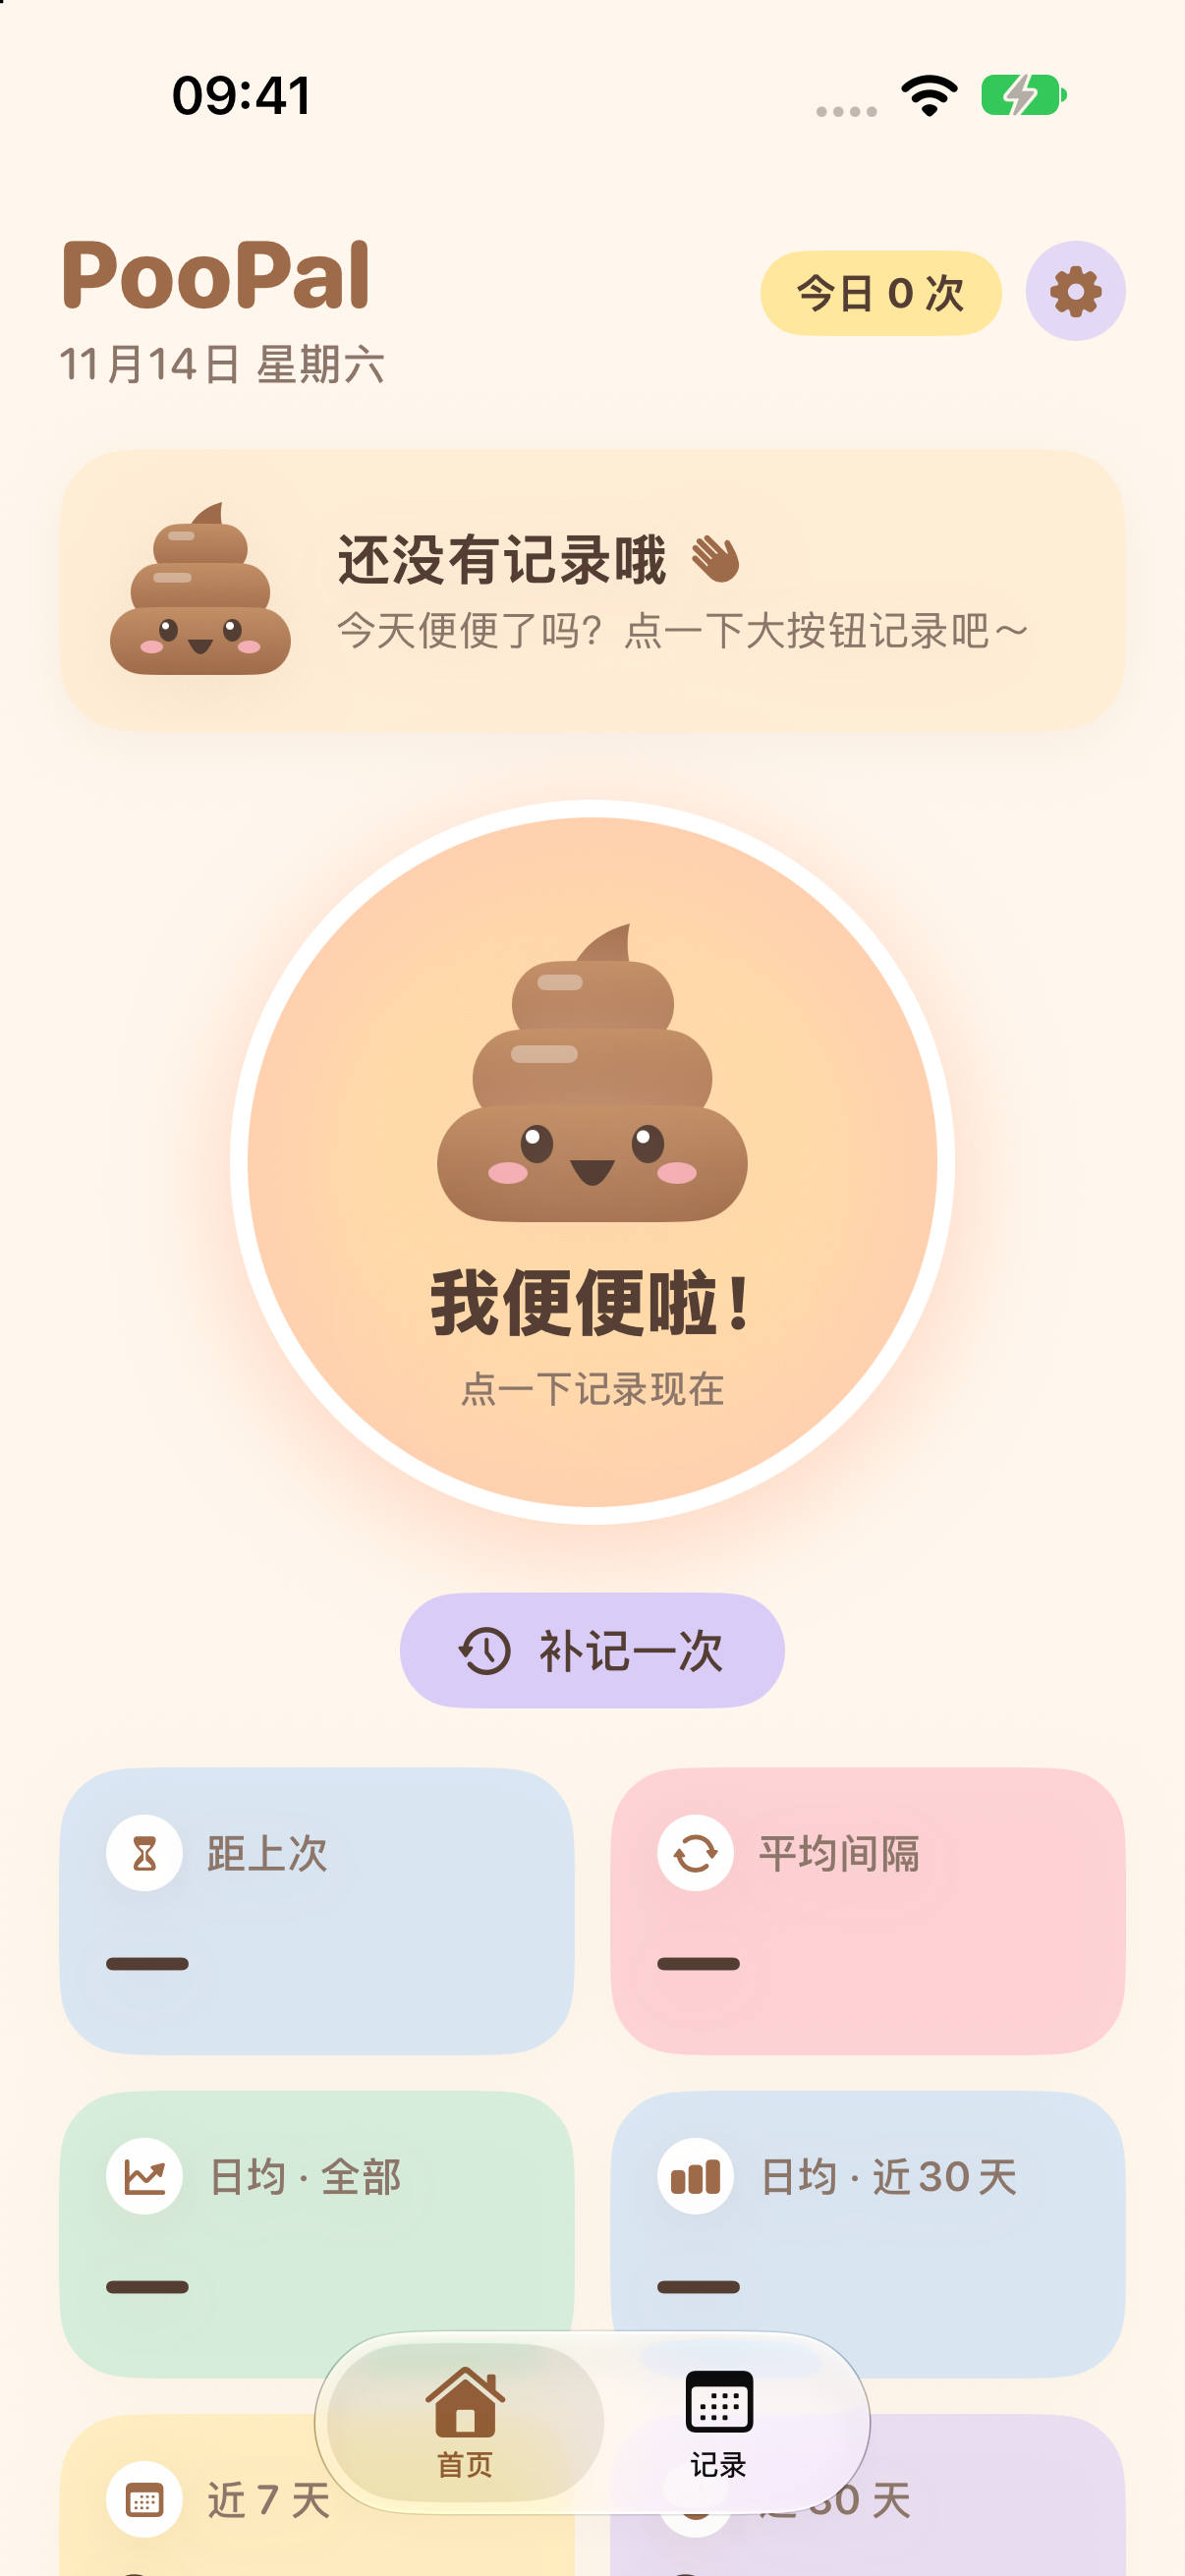 09:41
PooPal
今日 0 次
11月14日 星期六
还没有记录哦
今天便便了吗？点一下大按钮记录吧～
我便便啦！
点一下记录现在
补记一次
距上次
平均间隔
—
—
日均 · 全部
日均 · 近 30 天
—
—
近 7 天
近 30 天
首页
记录